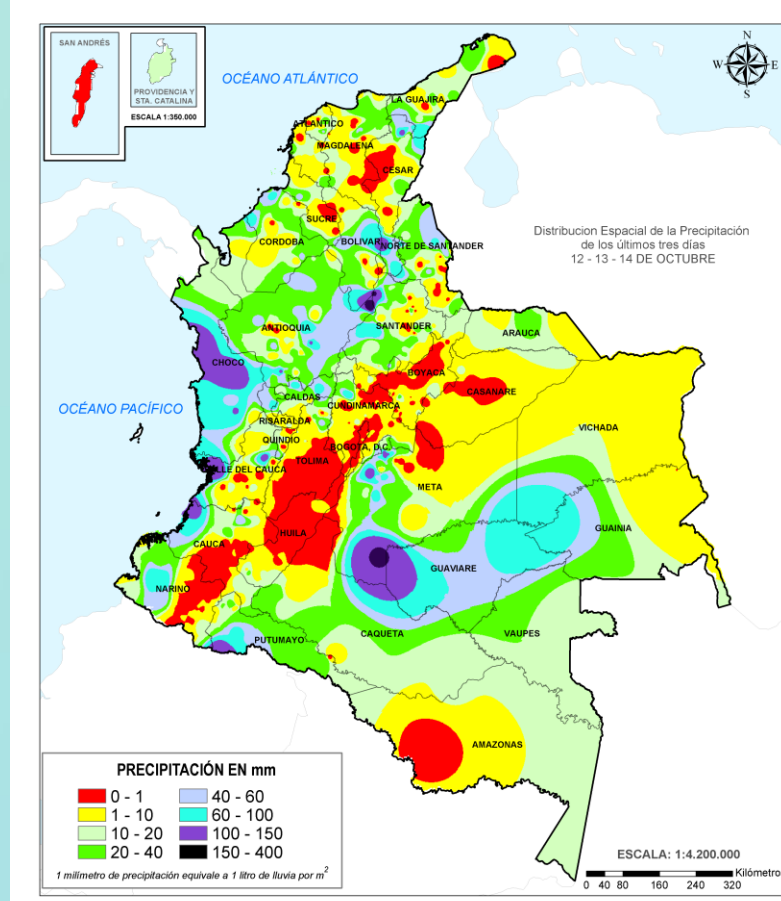 SAN ANDRÉS
PROVIDENCIA Y
STA. CATALINA
ESCALA 1:350.000
OCÉANO ATLÁNTICO
N
W
E
S
LA GUAJIRA
ATLANTICO
MAGDALENA
CESAR
SUCRE
CORDOBA
BOLIVAR
NORTE DE SANTANDER
Distribucion Espacial de la Precipitación
de los últimos tres días
12 - 13 - 14 DE OCTUBRE
ANTIOQUIA
SANTANDER
ARAUCA
CHOCO
BOYACA
CASANARE
CALDAS
CUNDINAMARCA
OCÉANO PACÍFICO
RISARALDA
VICHADA
QUINDIO
BOGOTA, D.C.
TOLIMA
VALLE DEL CAUCA
META
GUAINIA
HUILA
CAUCA
GUAVIARE
NARIÑO
PUTUMAYO
CAQUETA
VAUPES
AMAZONAS
PRECIPITACIÓN EN mm
0 - 1
40 - 60
1 - 10
60 - 100
10 - 20
100 - 150
20 - 40
150 - 400
1 milímetro de precipitación equivale a 1 litro de lluvia por m2
ESCALA: 1:4.200.000
Kilómetro
0 40 80 160 240 320